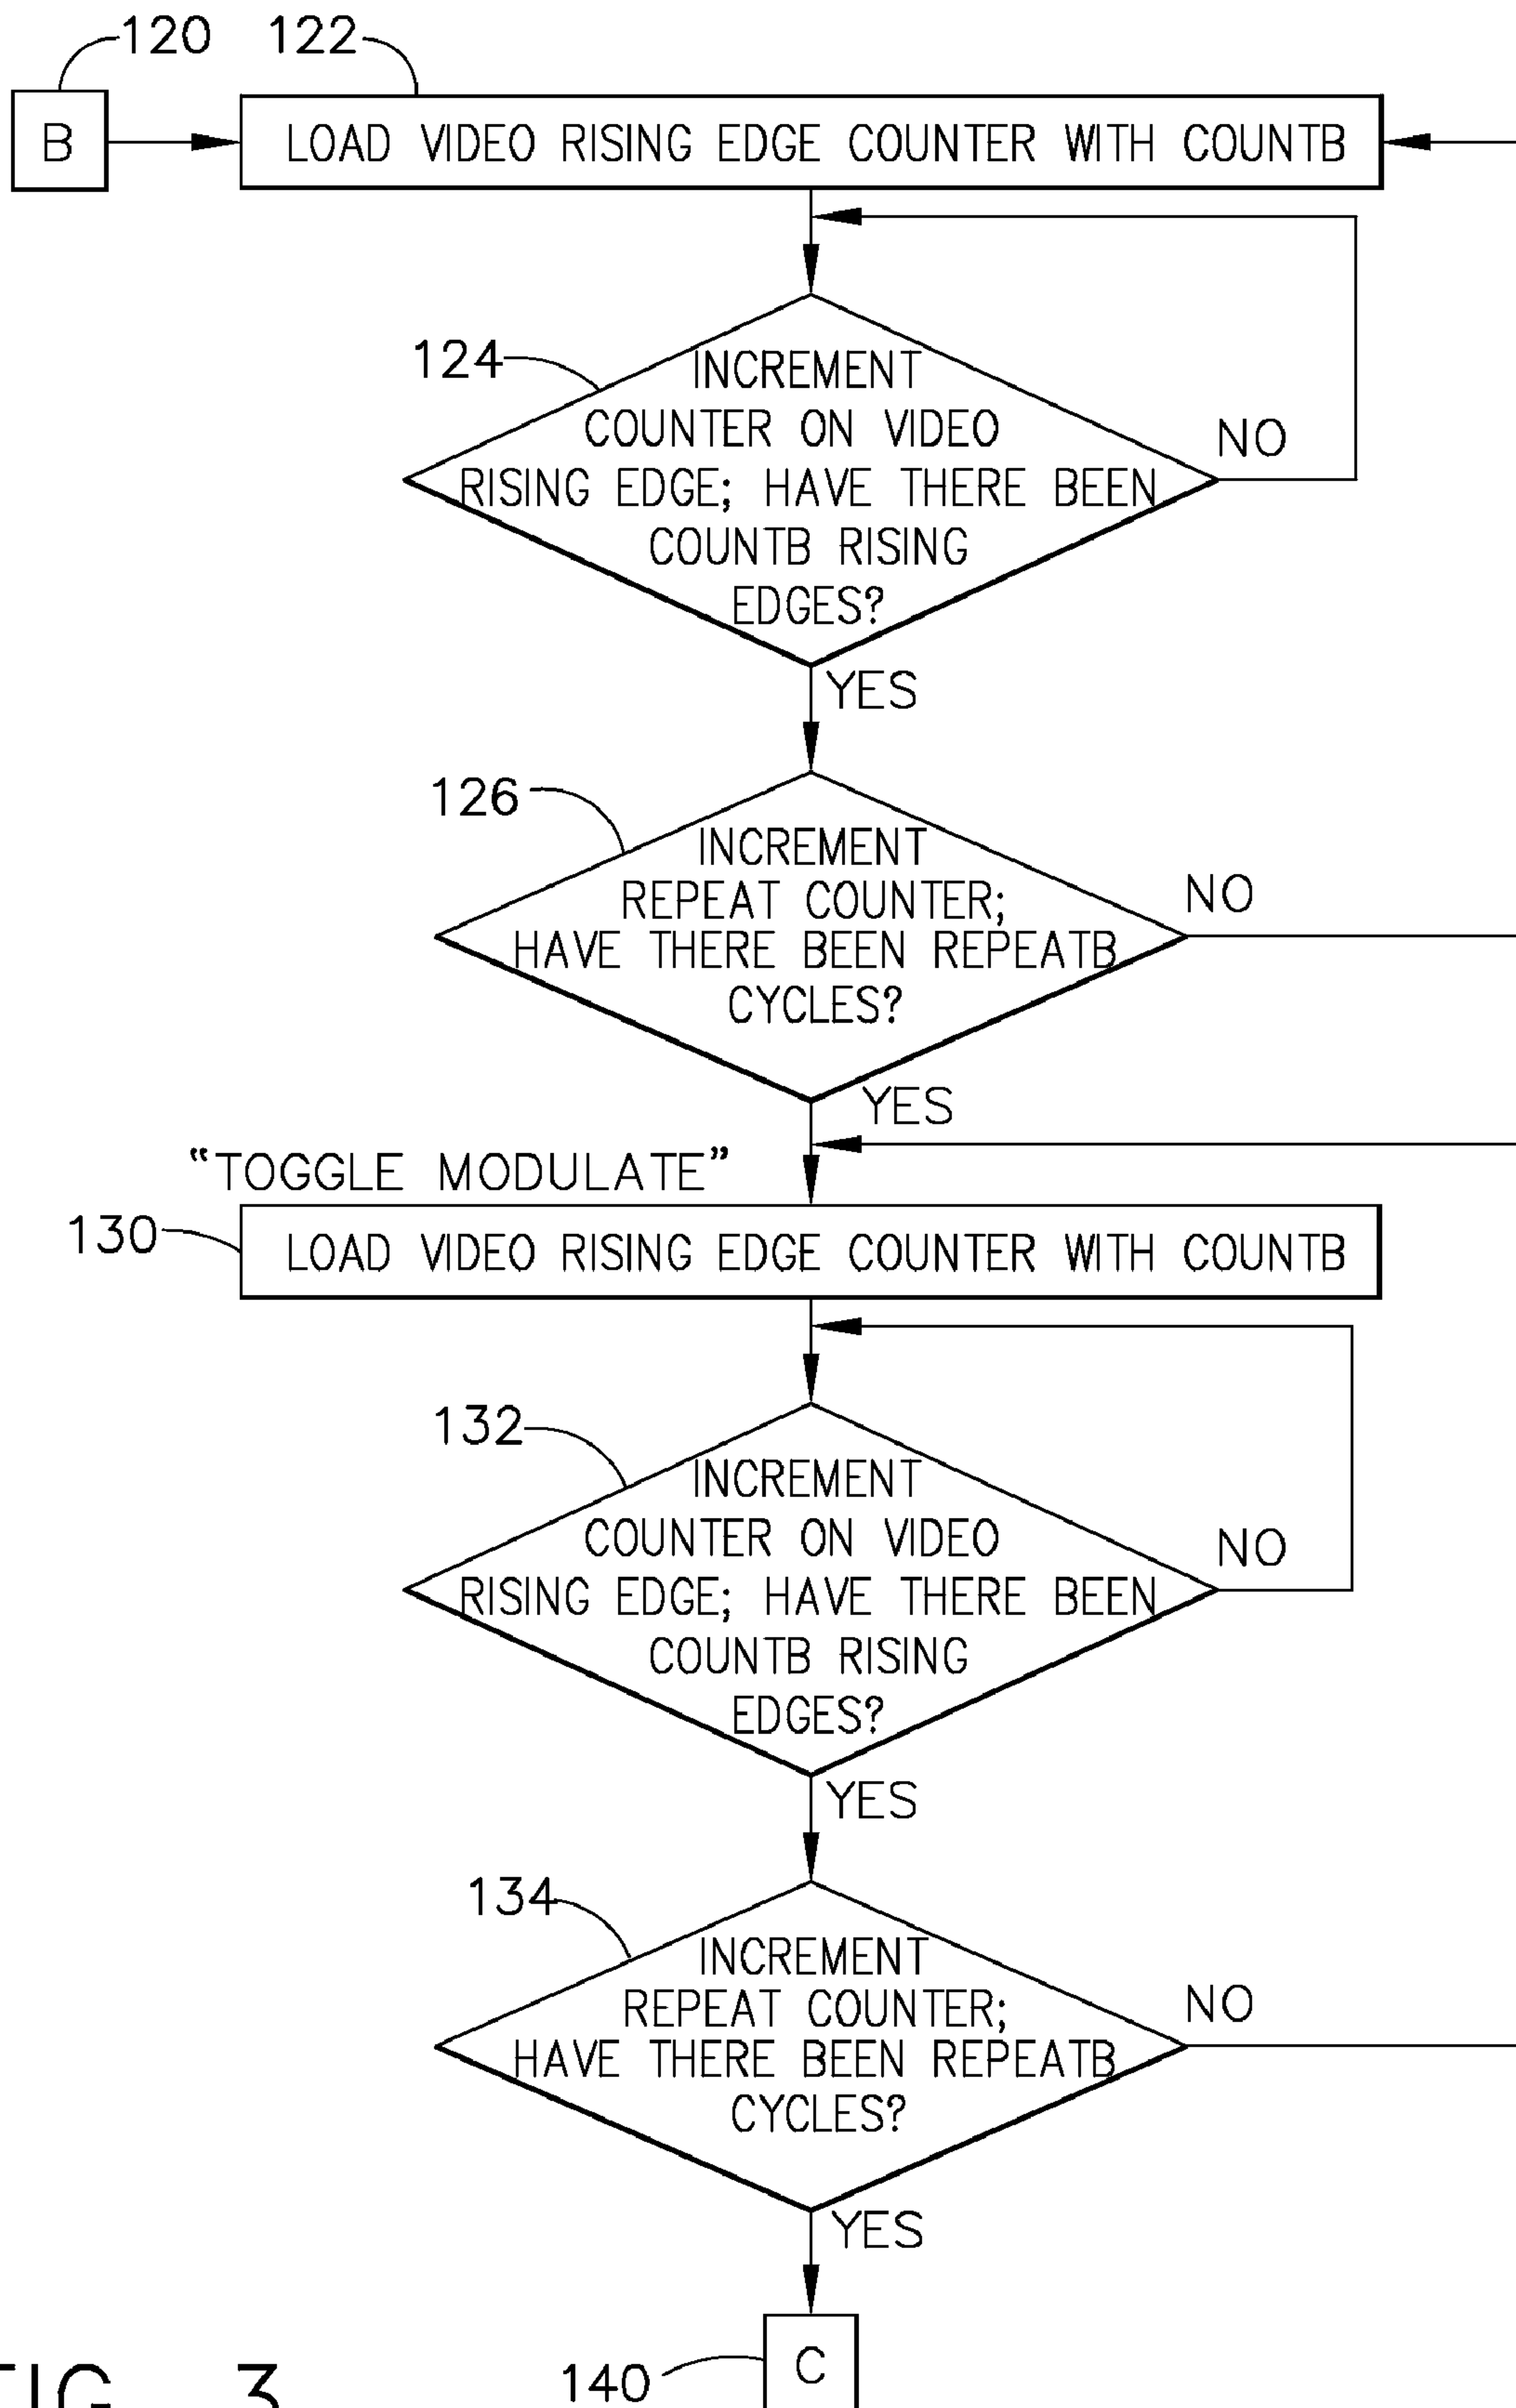 120 122
B
LOAD VIDEO RISING EDGE COUNTER WITH COUNTB
124
INCREMENT
COUNTER ON VIDEO
RISING EDGE; HAVE THERE BEEN
COUNTB RISING
EDGES?
NO
YES
126
INCREMENT
REPEAT COUNTER;
HAVE THERE BEEN REPEATB
CYCLES?
NO
YES
“TOGGLE MODULATE”
130
LOAD VIDEO RISING EDGE COUNTER WITH COUNTB
132
INCREMENT
COUNTER ON VIDEO
RISING EDGE; HAVE THERE BEEN
COUNTB RISING
EDGES?
NO
YES
134
INCREMENT
REPEAT COUNTER;
HAVE THERE BEEN REPEATB
CYCLES?
NO
YES
C
140
FIG. 3